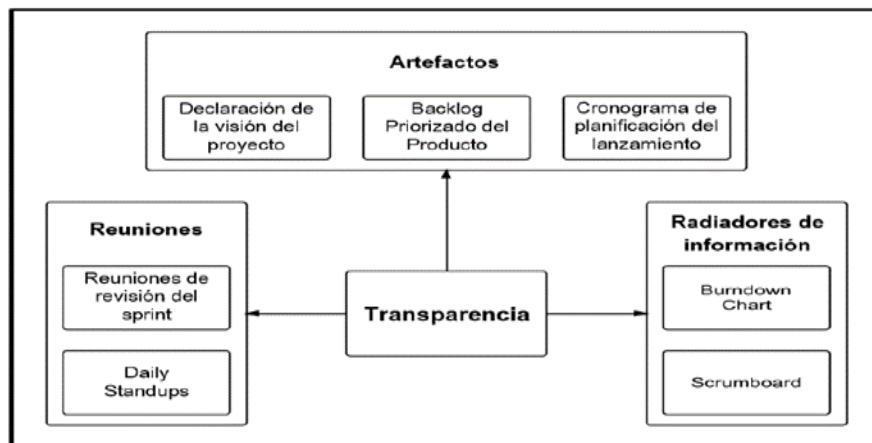 Artefactos
Declaración de
la visión del
proyecto
Backlog
Priorizado del
Producto
Cronograma de
planificación del
lanzamiento
Reuniones
Reuniones de
revisión del
sprint
Daily
Standups
Transparencia
Radiadores de
información
Burndown
Chart
Scrumboard